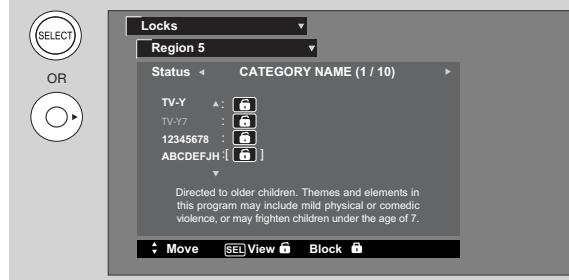 SELECT
OR
Locks
Region 5
Status CATEGORY NAME (1 / 10)
TV-Y :
TV-Y7 :
12345678 :
ABCDEFJH :[ ]
Directed to older children. Themes and elements in
this program may include mild physical or comedic
violence, or may frighten children under the age of 7.
Move SEL View Block